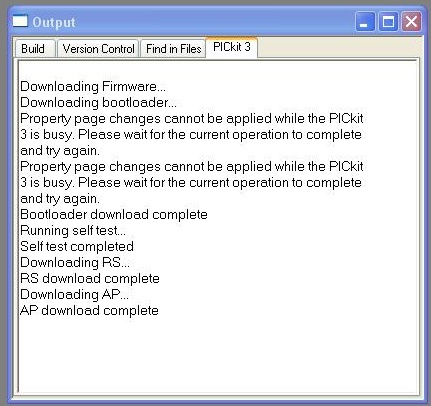 Output
Build
Version Control
Find in Files
PICkit 3
Downloading Firmware...
Downloading bootloader...
Property page changes cannot be applied while the PICkit
3 is busy. Please wait for the current operation to complete
and try again.
Property page changes cannot be applied while the PICkit
3 is busy. Please wait for the current operation to complete
and try again.
Bootloader download complete
Running self test...
Self test completed
Downloading RS...
RS download complete
Downloading AP...
AP download complete